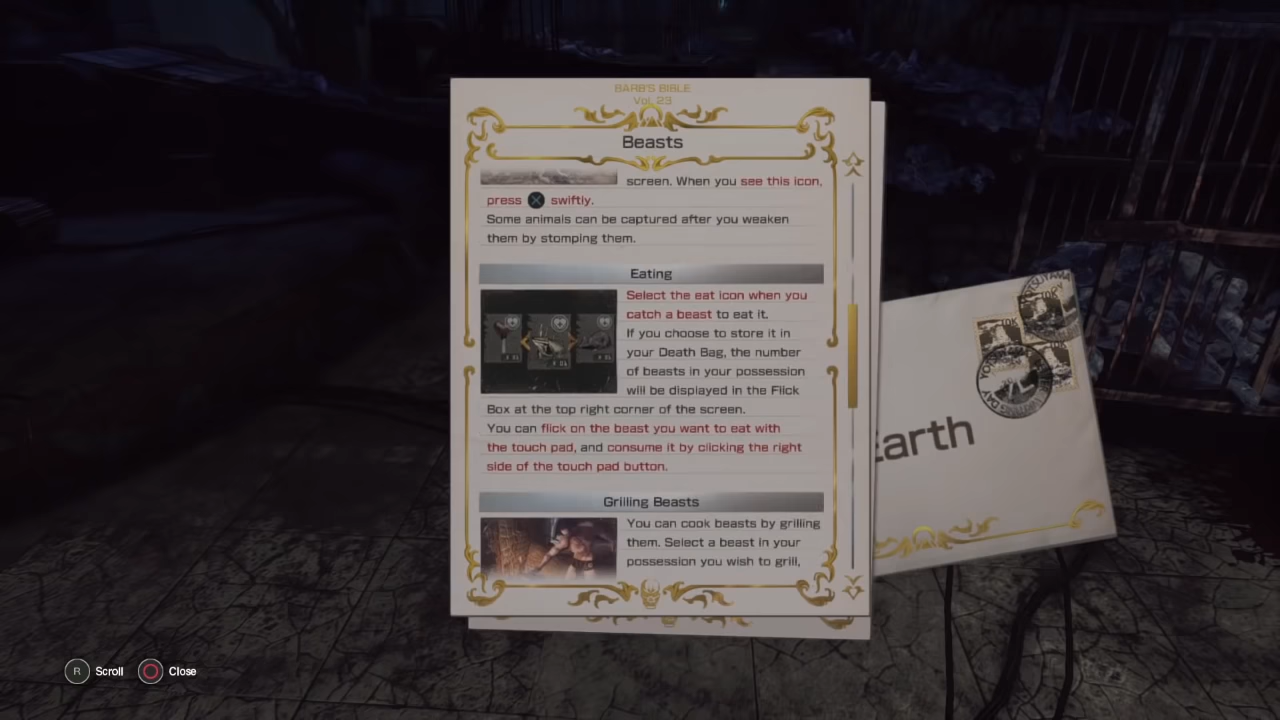 BARB'S BIBLE
Vol. 23
Beasts
screen. When you see this icon,
press swiftly.
Some animals can be captured after you weaken
them by stomping them.
Eating
Select the eat icon when you
catch a beast to eat it.
If you choose to store it in
your Death Bag, the number
of beasts in your possession
will be displayed in the Flick
Box at the top right corner of the screen.
You can flick on the beast you want to eat with
the touch pad, and consume it by clicking the right
side of the touch pad button.
Grilling Beasts
You can cook beasts by grilling
them. Select a beast in your
possession you wish to grill,
Earth
R Scroll Close